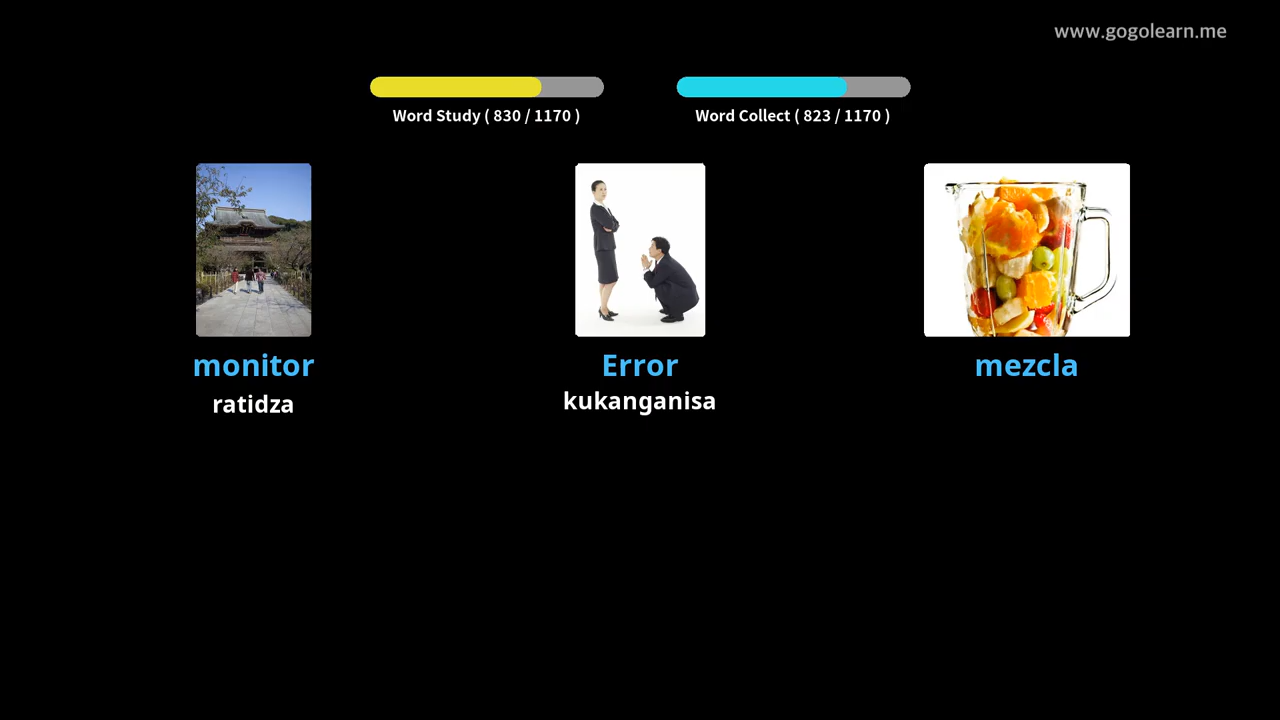 www.gogolearn.me
Word Study ( 830 / 1170 )
Word Collect ( 823 / 1170 )
monitor
ratidza
Error
kukanganisa
mezcla